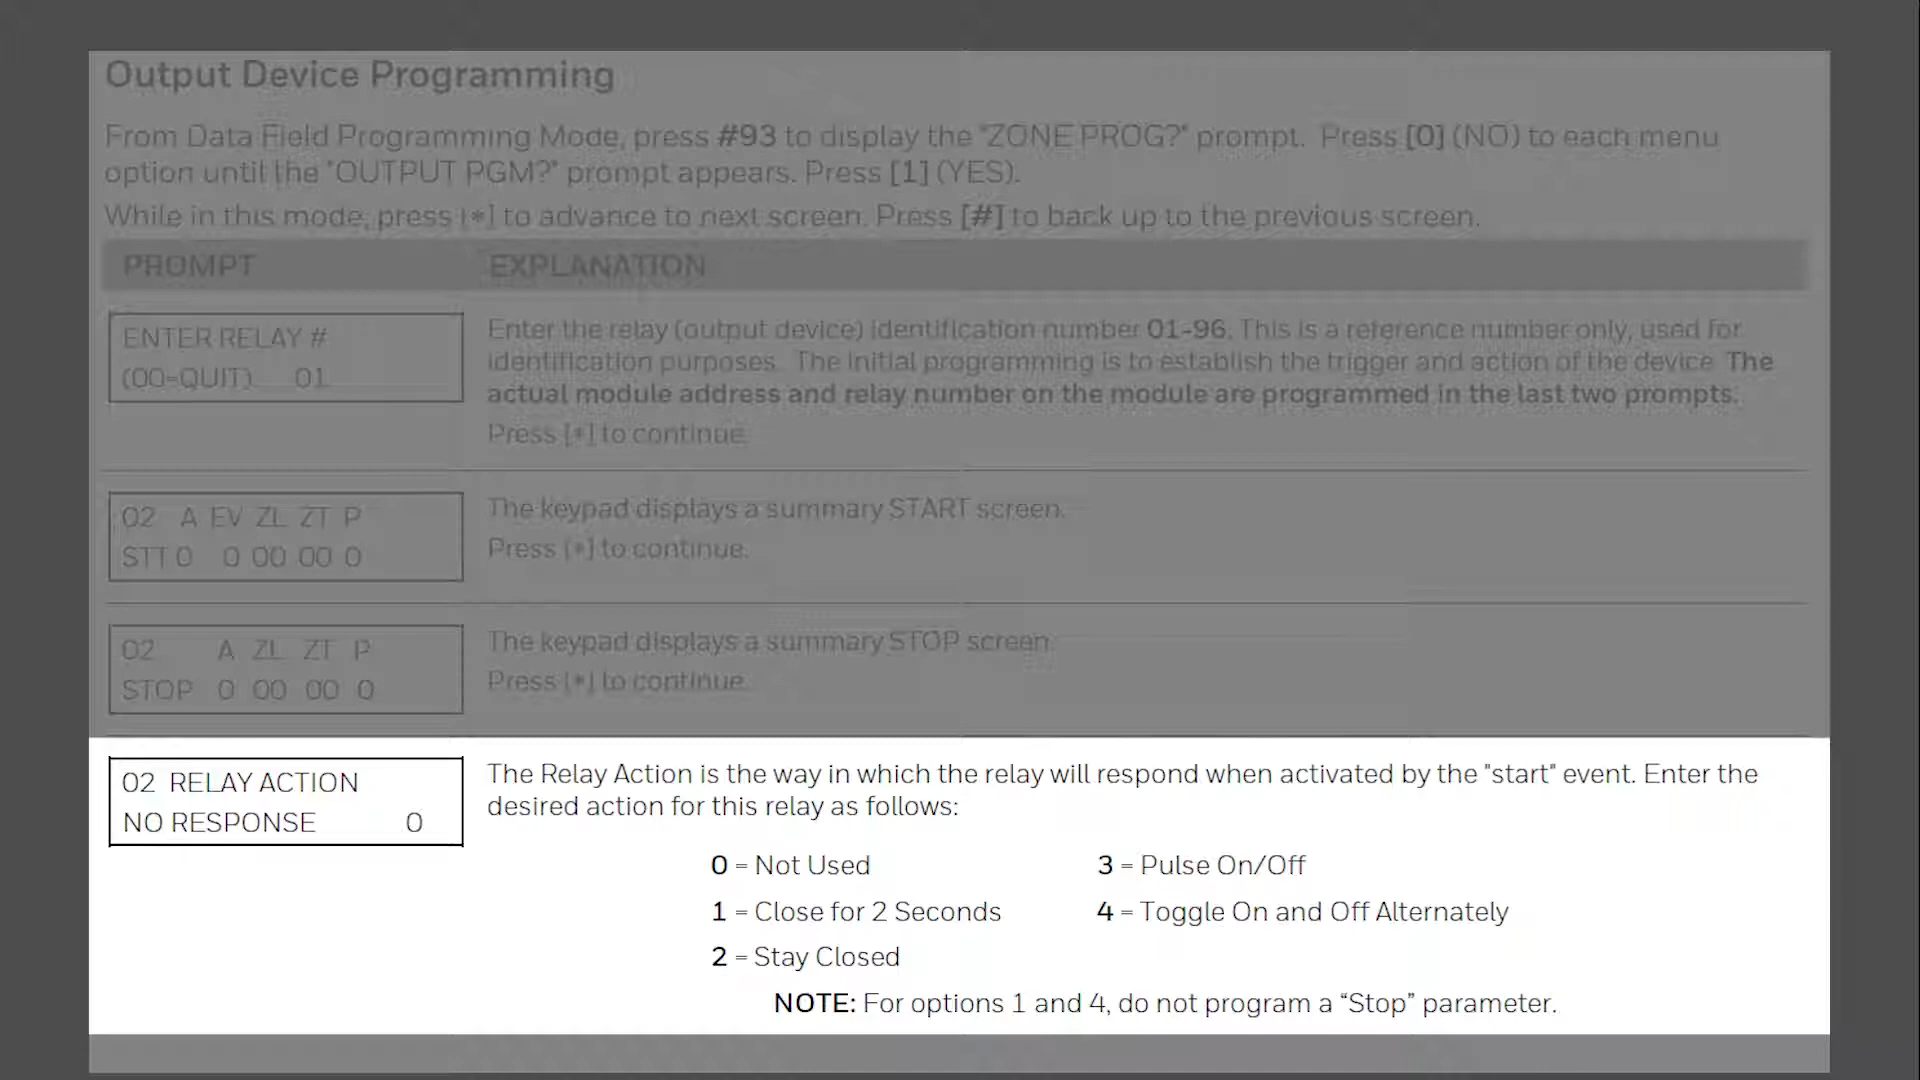 Output Device Programming
From Data Field Programming Mode, press #93 to display the "ZONE PROG?" prompt. Press [0] (NO) to each menu
option until the "OUTPUT PGM?" prompt appears. Press [1] (YES).
While in this mode, press [*] to advance to next screen. Press [#] to back up to the previous screen.
PROMPT EXPLANATION
ENTER RELAY #
(00=QUIT) 01
Enter the relay (output device) identification number 01-96. This is a reference number only, used for
identification purposes. The initial programming is to establish the trigger and action of the device. The
actual module address and relay number on the module are programmed in the last two prompts.
Press [*] to continue.
02 A EV ZL ZT P
STT 0 0 00 00 0
The keypad displays a summary START screen.
Press [*] to continue.
02 A ZL ZT P
STOP 0 00 00 0
The keypad displays a summary STOP screen.
Press [*] to continue.
02 RELAY ACTION
NO RESPONSE 0
The Relay Action is the way in which the relay will respond when activated by the "start" event. Enter the
desired action for this relay as follows:
0 = Not Used 3 = Pulse On/Off
1 = Close for 2 Seconds 4 = Toggle On and Off Alternately
2 = Stay Closed
NOTE: For options 1 and 4, do not program a “Stop” parameter.